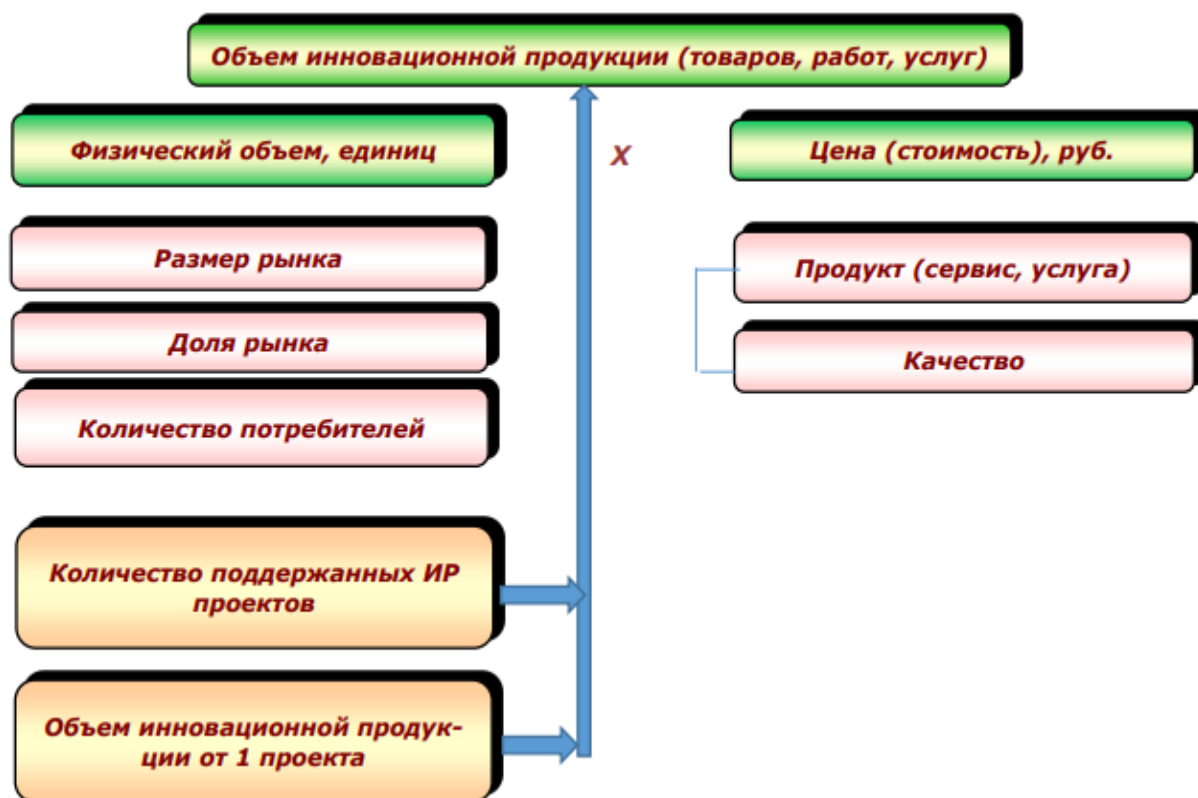 Объем инновационной продукции (товаров, работ, услуг)
Физический объем, единиц
X
Цена (стоимость), руб.
Размер рынка
Продукт (сервис, услуга)
Доля рынка
Качество
Количество потребителей
Количество поддержанных ИР
проектов
Объем инновационной продук-
ции от 1 проекта